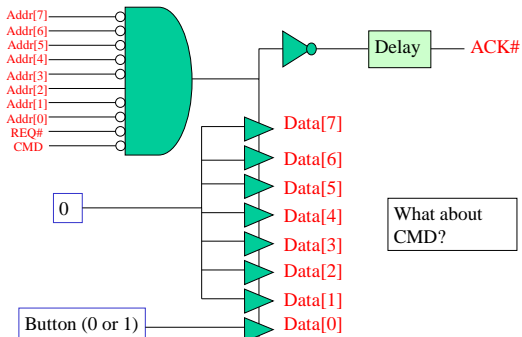 Addr[7]
Addr[6]
Addr[5]
Addr[4]
Addr[3]
Addr[2]
Addr[1]
Addr[0]
REQ#
CMD
Delay
ACK#
Data[7]
Data[6]
Data[5]
Data[4]
Data[3]
Data[2]
Data[1]
Data[0]
0
What about
CMD?
Button (0 or 1)